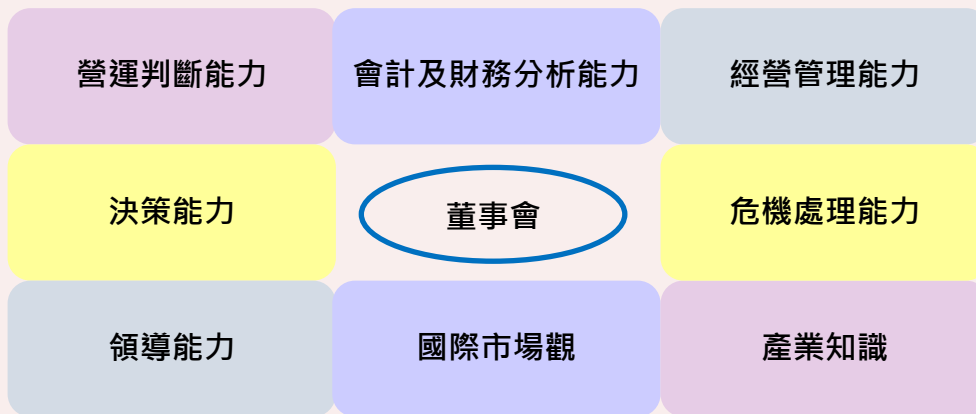 營運判斷能力
會計及財務分析能力
經營管理能力
決策能力
董事會
危機處理能力
領導能力
國際市場觀
產業知識